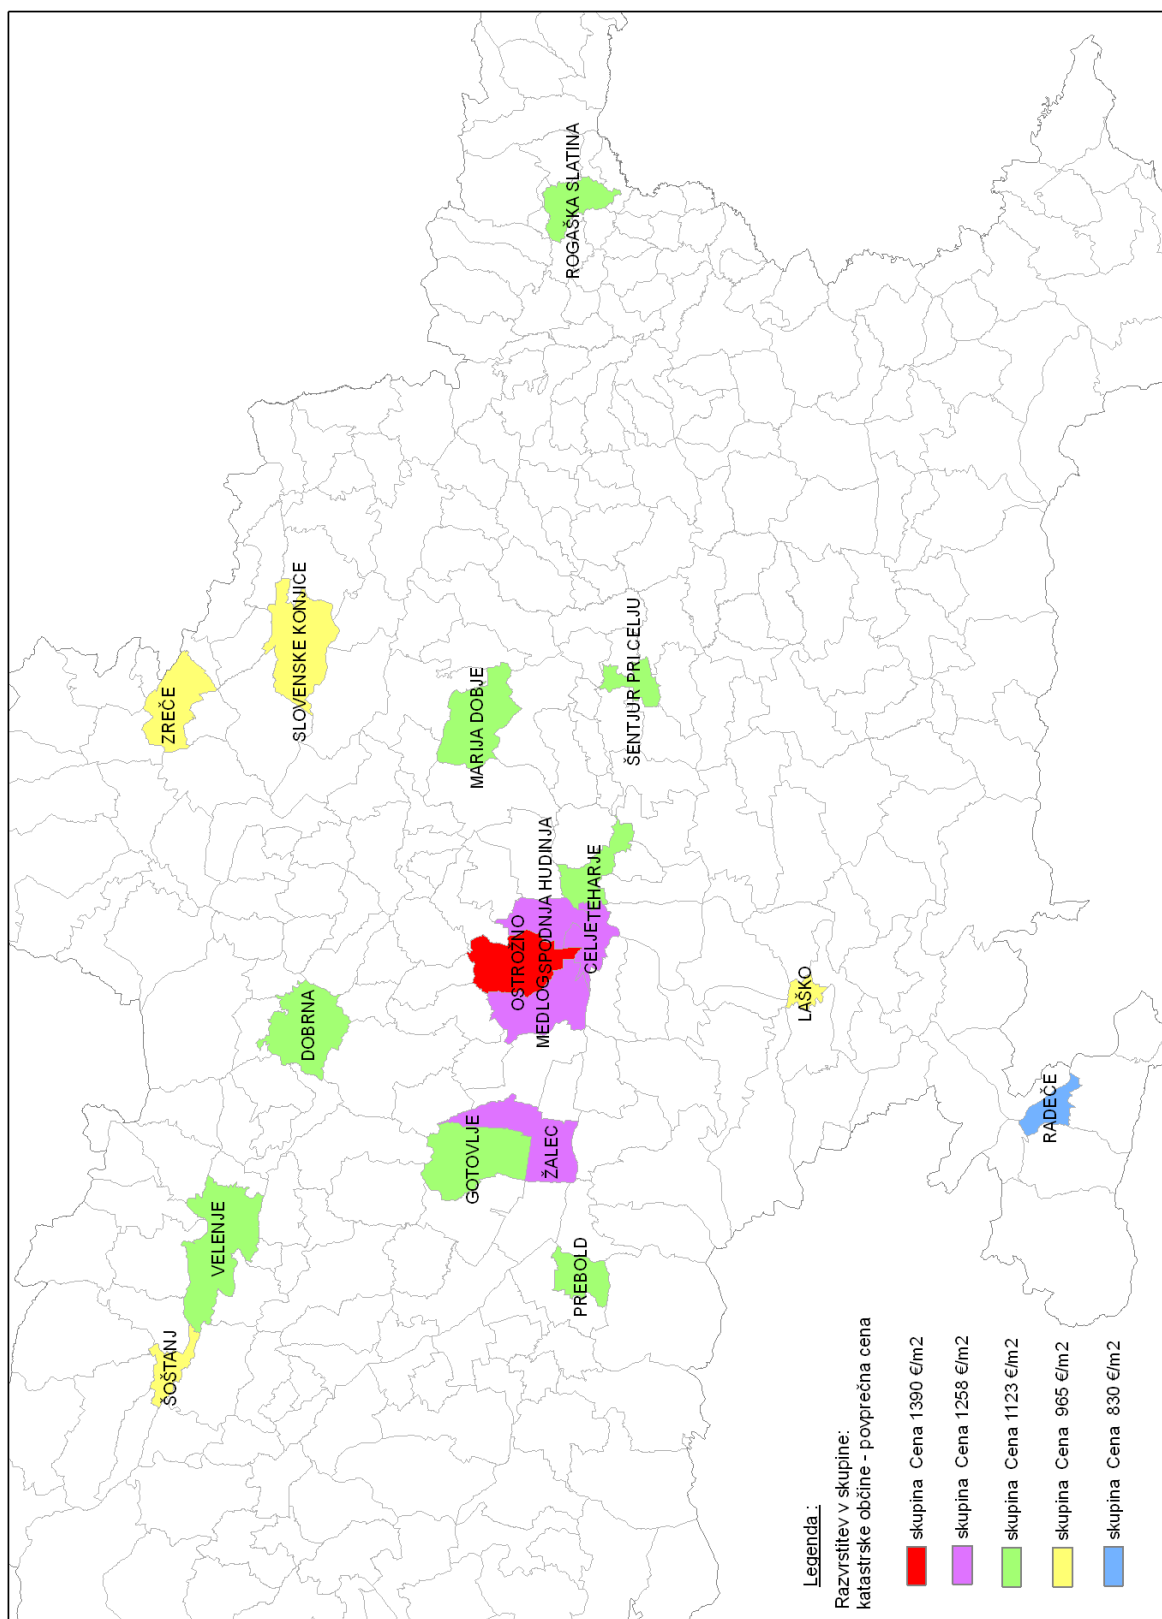 ZREČE
SLOVENSKE KONJICE
ROGAŠKA SLATINA
ŠOŠTANJ
VELENJE
DOBRNA
MARIJA DOBJE
GOTOVLJE
OSTROŽNO
MEDLOG
SPODNJA HUDINJA
ŽALEC
CELJE
TEHARJE
ŠENTJUR PRI CELJU
PREBOLD
LAŠKO
RADEČE
Legenda :
Razvrstitev v skupine:
katastrske občine - povprečna cena
skupina Cena 1390 €/m2
skupina Cena 1258 €/m2
skupina Cena 1123 €/m2
skupina Cena 965 €/m2
skupina Cena 830 €/m2